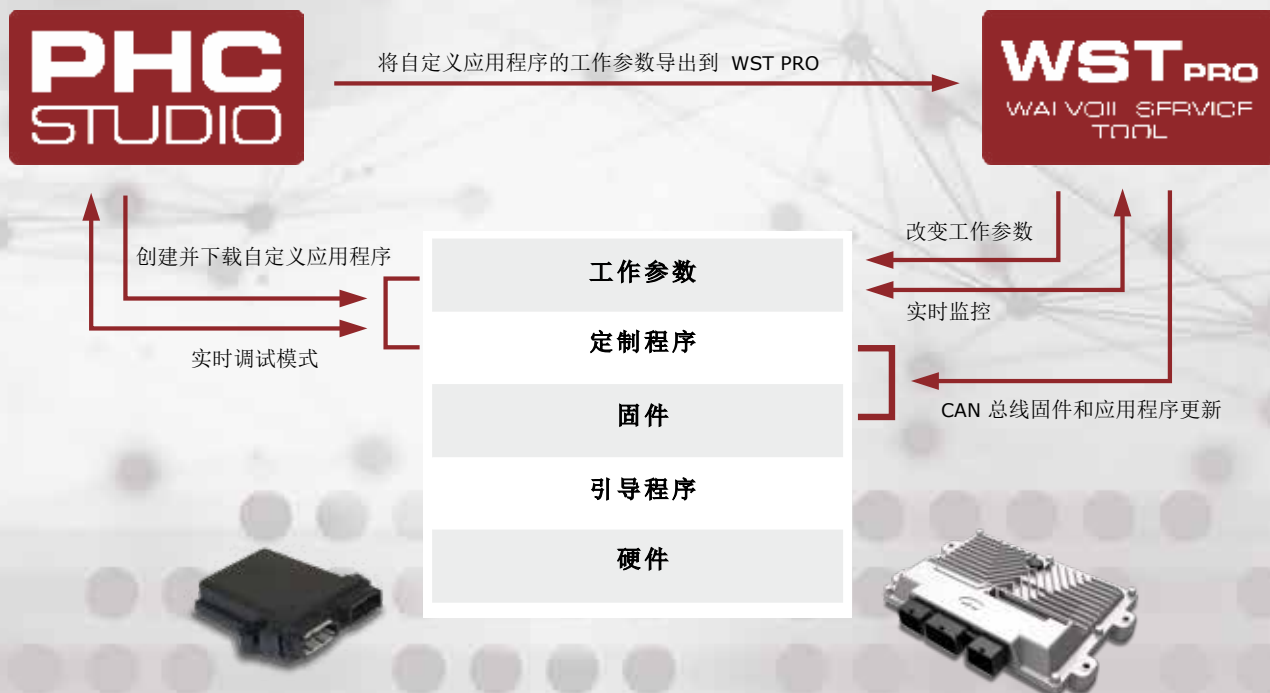 PHC
STUDIO
将自定义应用程序的工作参数导出到 WST PRO
WST PRO
WALVOIL SERVICE
TOOL
创建并下载自定义应用程序
实时调试模式
工作参数
定制程序
固件
引导程序
硬件
改变工作参数
实时监控
CAN 总线固件和应用程序更新